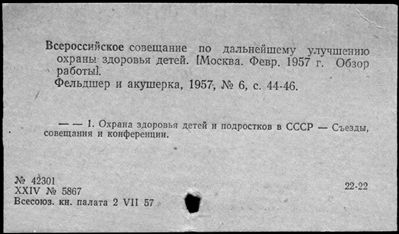 Всероссийское совещание по дальнейшему улучшению
охраны здоровья детей. [Москва. Февр. 1957 г. Обзор
работы].
Фельдшер и акушерка, 1957, № 6, с. 44-46.
— — 1. Охрана здоровья детей и подростков в СССР — Съезды,
совещания и конференции.
№ 42301
XXIV № 5867
22-22
Всесоюз. кн. палата 2 VII 57